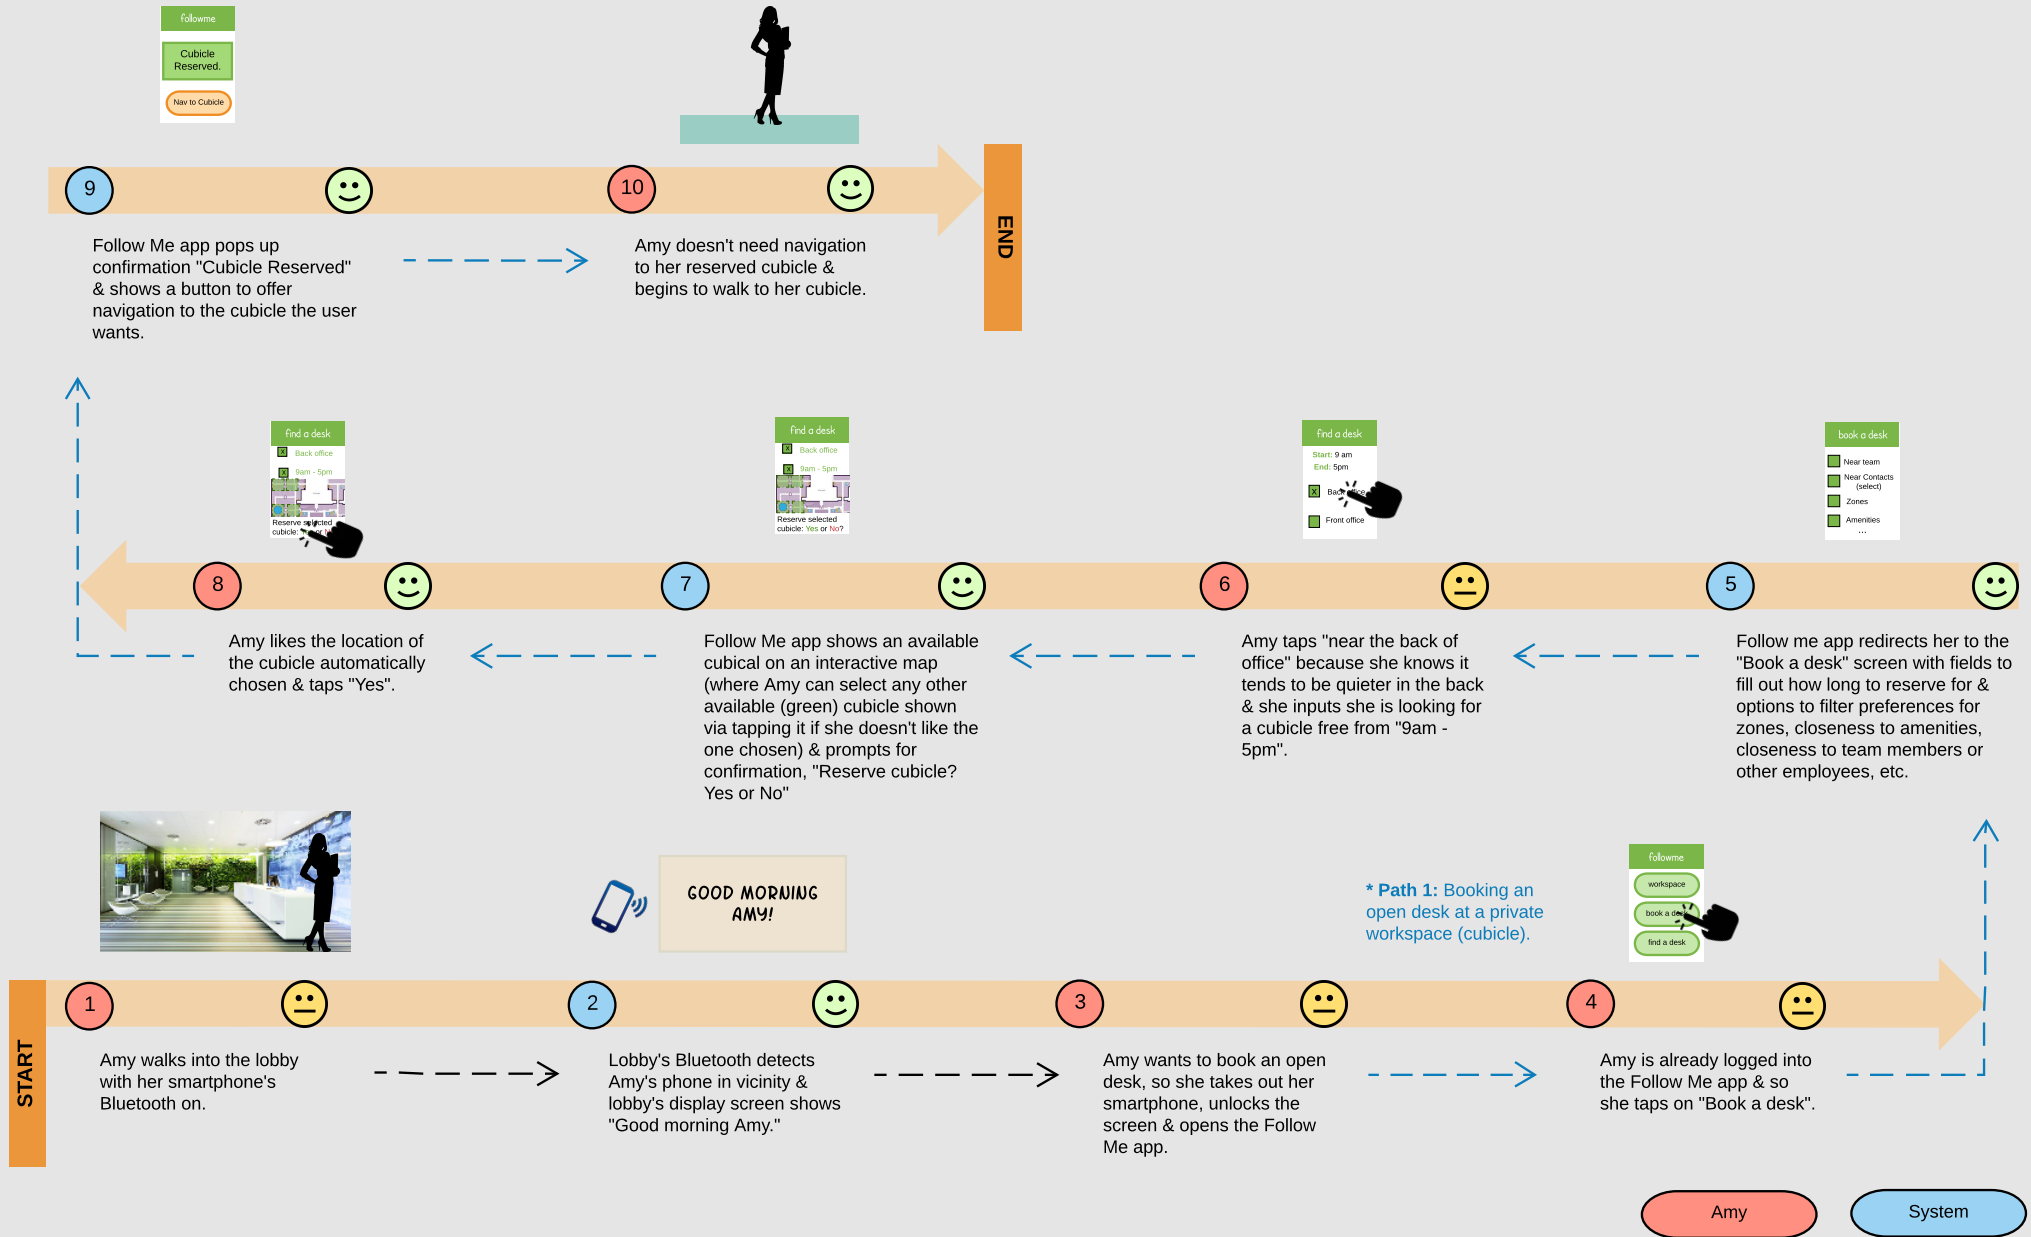 followme
Cubicle
Reserved.
Nav to Cubicle
9
10
END
Follow Me app pops up
confirmation "Cubicle Reserved"
& shows a button to offer
navigation to the cubicle the user
wants.
Amy doesn't need navigation
to her reserved cubicle &
begins to walk to her cubicle.
find a desk
X Back office
X 9am - 5pm
Reserve selected
cubicle:
find a desk
X Back office
X 9am - 5pm
Reserve selected
cubicle: Yes or No?
find a desk
Start: 9 am
End: 5pm
X Back office
Front office
book a desk
Near team
Near Contacts
(select)
Zones
Amenities
...
8
7
6
5
Amy likes the location of
the cubicle automatically
chosen & taps "Yes".
Follow Me app shows an available
cubical on an interactive map
(where Amy can select any other
available (green) cubicle shown
via tapping it if she doesn't like the
one chosen) & prompts for
confirmation, "Reserve cubicle?
Yes or No"
Amy taps "near the back of
office" because she knows it
tends to be quieter in the back
& she inputs she is looking for
a cubicle free from "9am -
5pm".
Follow me app redirects her to the
"Book a desk" screen with fields to
fill out how long to reserve for &
options to filter preferences for
zones, closeness to amenities,
closeness to team members or
other employees, etc.
GOOD MORNING
AMY!
* Path 1: Booking an
open desk at a private
workspace (cubicle).
followme
workspace
book a desk
find a desk
START
1
2
3
4
Amy walks into the lobby
with her smartphone's
Bluetooth on.
Lobby's Bluetooth detects
Amy's phone in vicinity &
lobby's display screen shows
"Good morning Amy."
Amy wants to book an open
desk, so she takes out her
smartphone, unlocks the
screen & opens the Follow
Me app.
Amy is already logged into
the Follow Me app & so
she taps on "Book a desk".
Amy
System